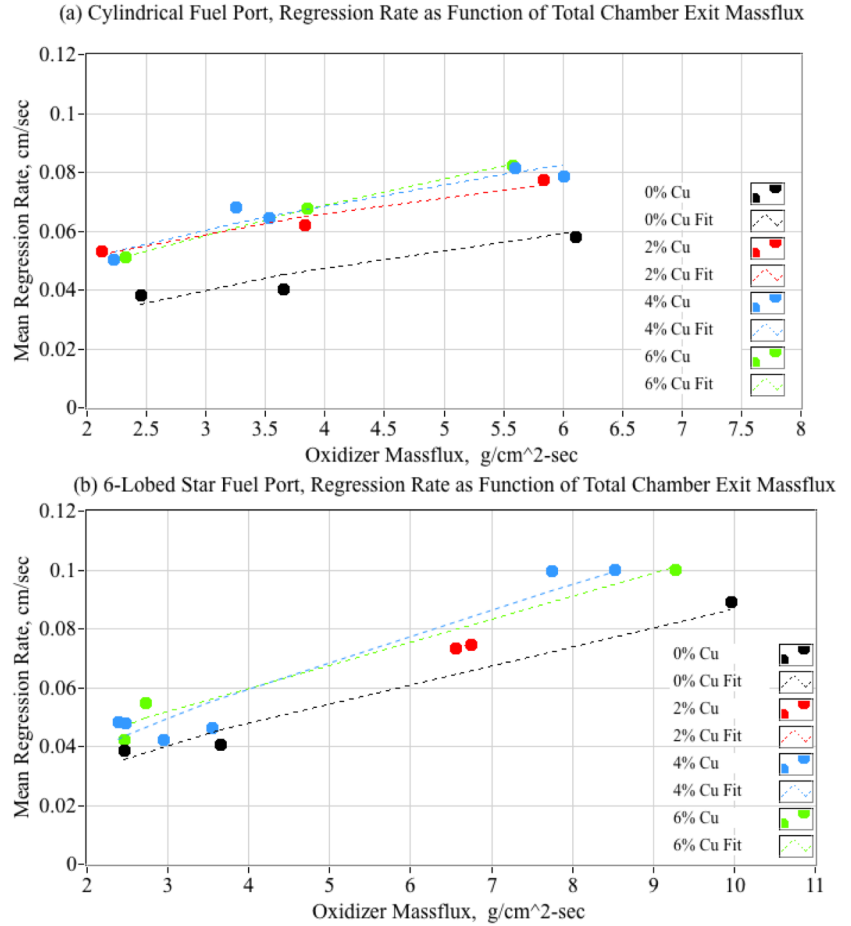 (a) Cylindrical Fuel Port, Regression Rate as Function of Total Chamber Exit Massflux
0.12
0.1
0.08
0.06
0.04
0.02
0
Mean Regression Rate, cm/sec
0% Cu
0% Cu Fit
2% Cu
2% Cu Fit
4% Cu
4% Cu Fit
6% Cu
6% Cu Fit
2 2.5 3 3.5 4 4.5 5 5.5 6 6.5 7 7.5 8
Oxidizer Massflux, g/cm^2-sec
(b) 6-Lobed Star Fuel Port, Regression Rate as Function of Total Chamber Exit Massflux
0.12
0.1
0.08
0.06
0.04
0.02
0
Mean Regression Rate, cm/sec
0% Cu
0% Cu Fit
2% Cu
2% Cu Fit
4% Cu
4% Cu Fit
6% Cu
6% Cu Fit
2 3 4 5 6 7 8 9 10 11
Oxidizer Massflux, g/cm^2-sec